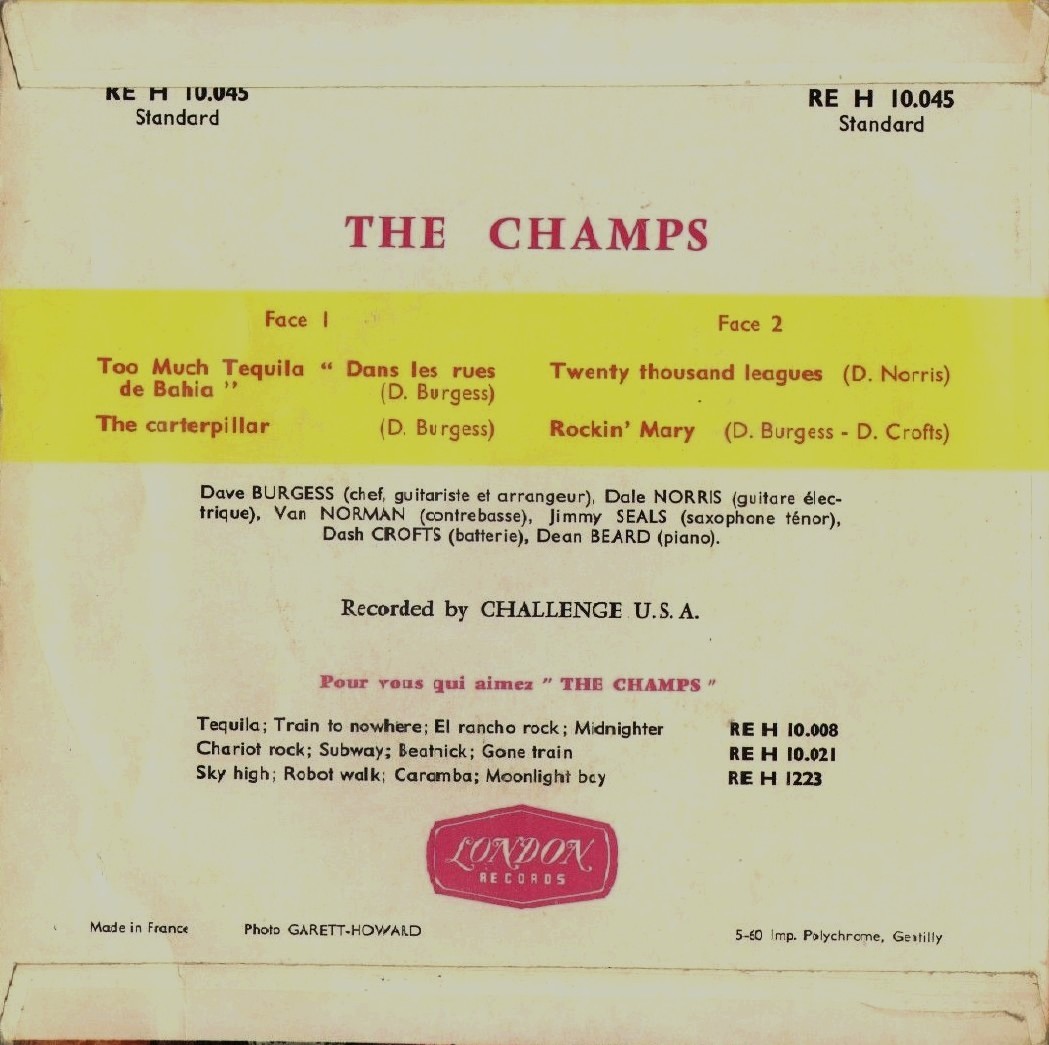 RE H 10.045
Standard
RE H 10.045
Standard
THE CHAMPS
Face 1
Too Much Tequila “ Dans les rues
de Bahia ” (D. Burgess)
The carterpillar (D. Burgess)
Face 2
Twenty thousand leagues (D. Norris)
Rockin’ Mary (D. Burgess - D. Crofts)
Dave BURGESS (chef, guitariste et arrangeur), Dale NORRIS (guitare élec-
trique), Van NORMAN (contrebasse), Jimmy SEALS (saxophone ténor),
Dash CROFTS (batterie), Dean BEARD (piano).
Recorded by CHALLENGE U.S.A.
Pour vous qui aimez " THE CHAMPS "
Tequila; Train to nowhere; El rancho rock; Midnighter RE H 10.008
Chariot rock; Subway; Beatnick; Gone train RE H 10.021
Sky high; Robot walk; Caramba; Moonlight bay RE H 1223
LONDON
RECORDS
Made in France Photo GARETT-HOWARD 5-60 Imp. Polychrome, Gentilly